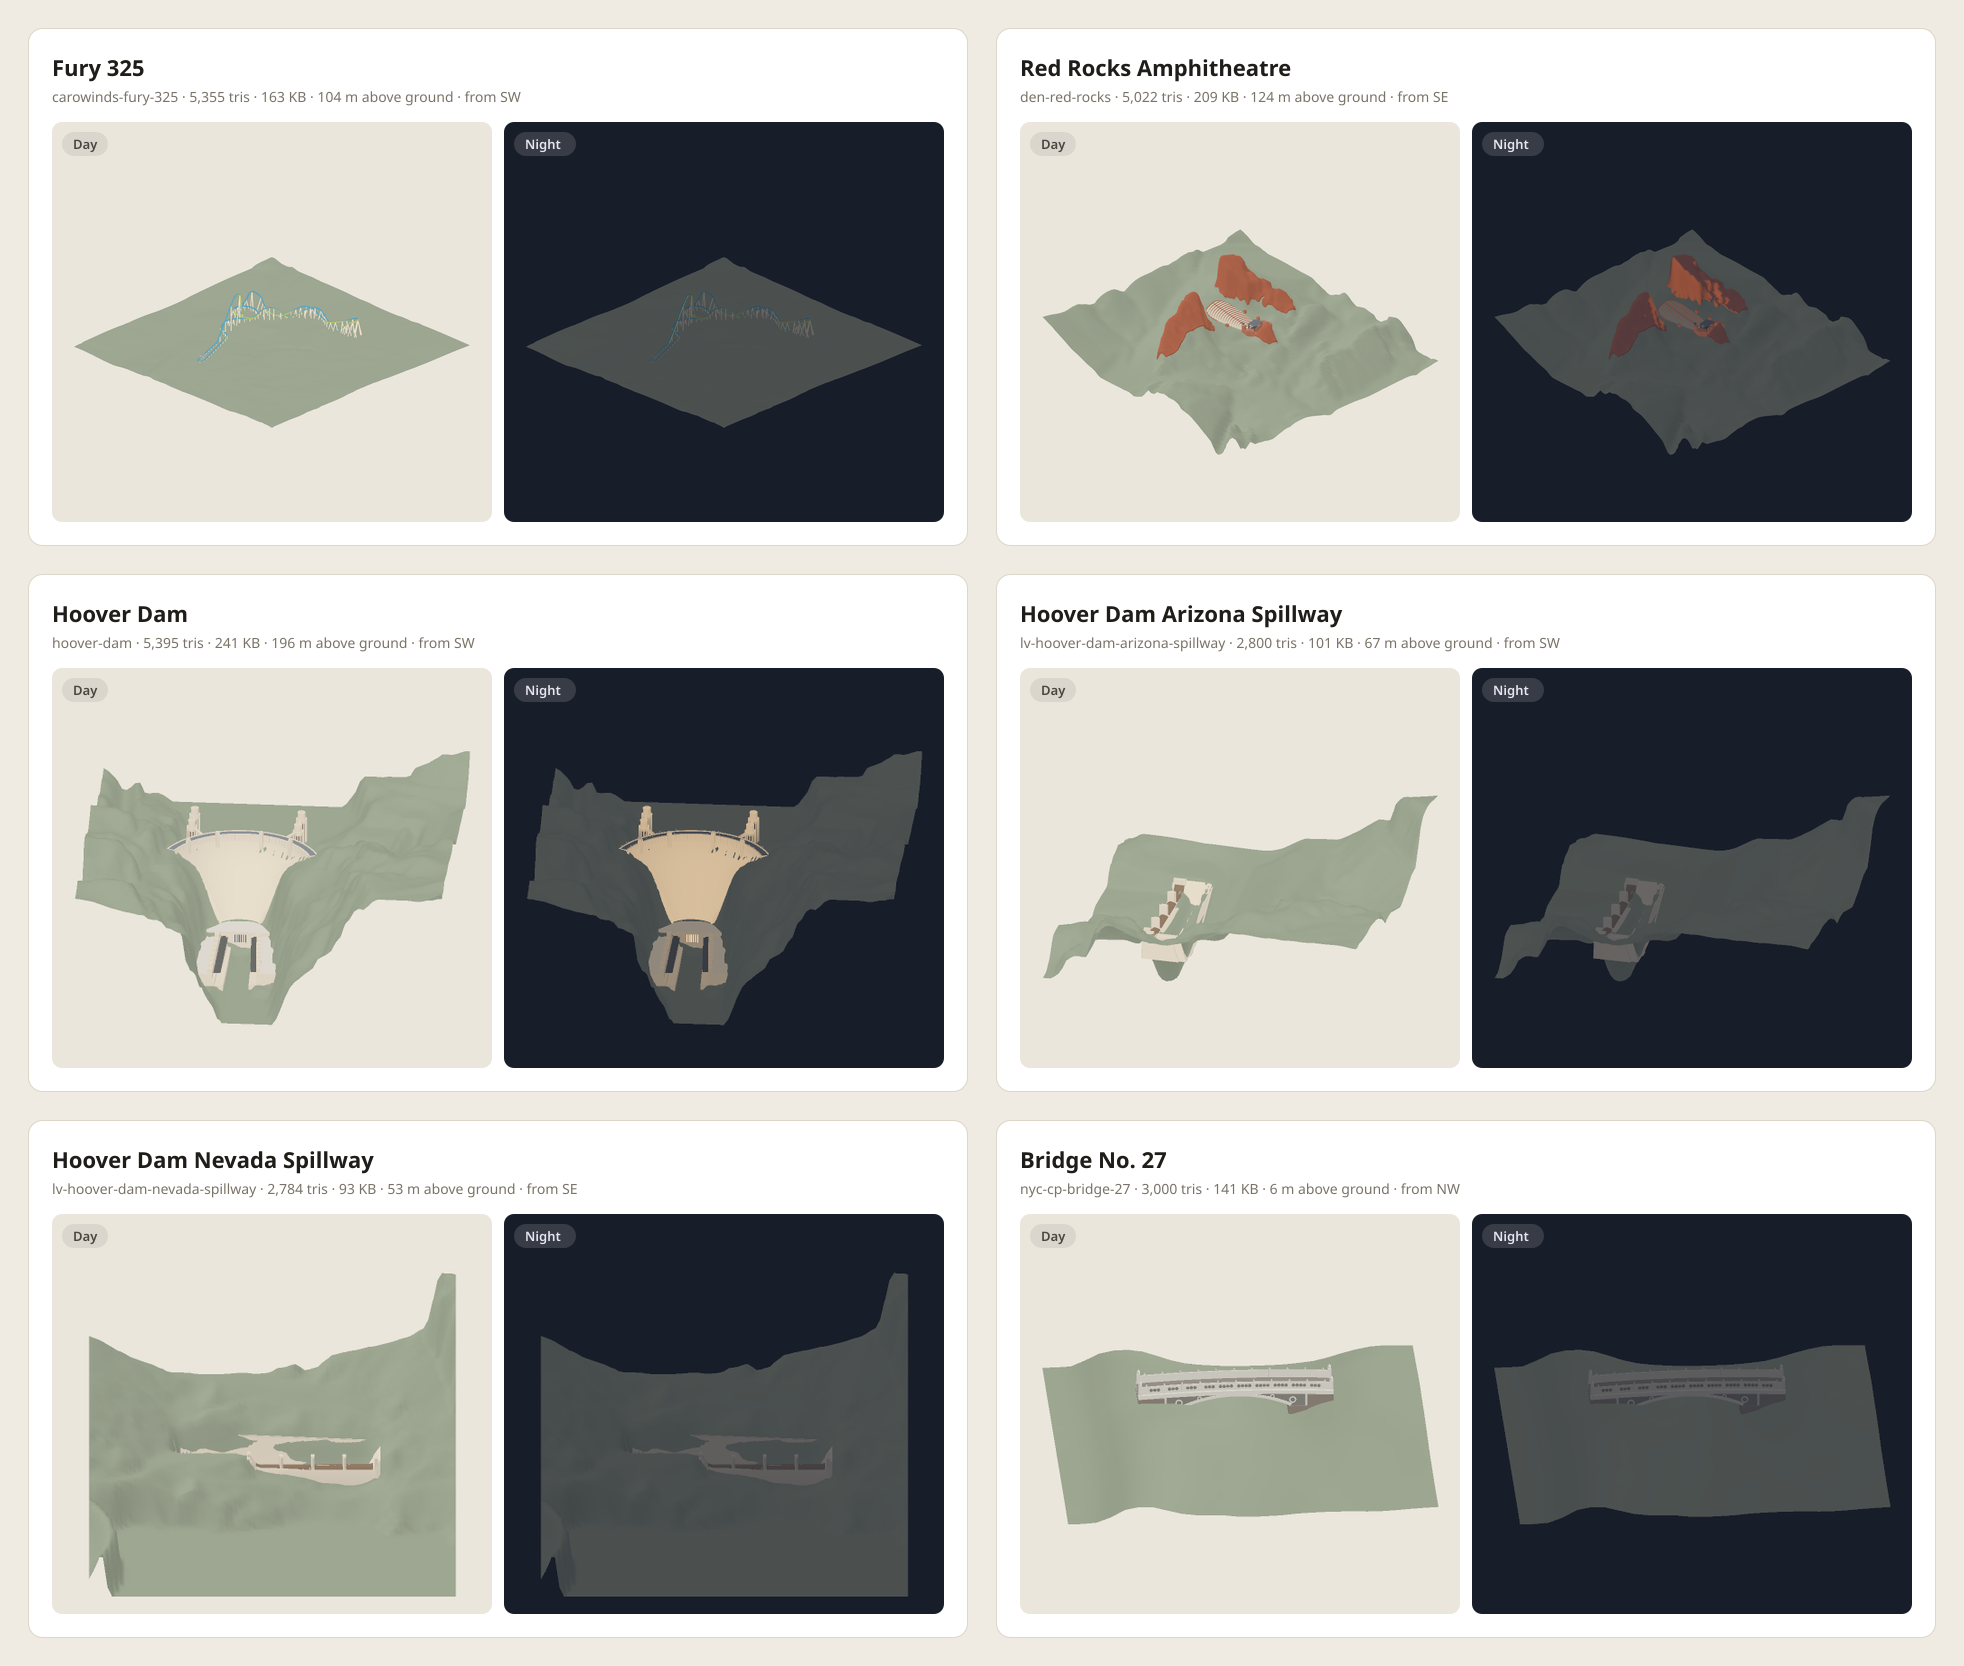 Fury 325
carowinds-fury-325 · 5,355 tris · 163 KB · 104 m above ground · from SW
Day
Night
Red Rocks Amphitheatre
den-red-rocks · 5,022 tris · 209 KB · 124 m above ground · from SE
Day
Night
Hoover Dam
hoover-dam · 5,395 tris · 241 KB · 196 m above ground · from SW
Day
Night
Hoover Dam Arizona Spillway
lv-hoover-dam-arizona-spillway · 2,800 tris · 101 KB · 67 m above ground · from SW
Day
Night
Hoover Dam Nevada Spillway
lv-hoover-dam-nevada-spillway · 2,784 tris · 93 KB · 53 m above ground · from SE
Day
Night
Bridge No. 27
nyc-cp-bridge-27 · 3,000 tris · 141 KB · 6 m above ground · from NW
Day
Night